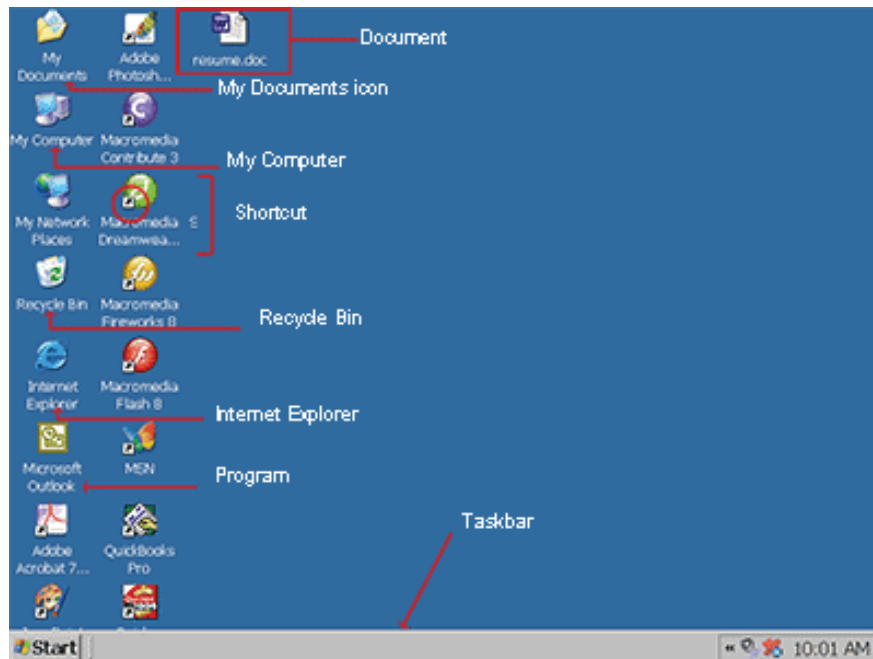 My
Documents
Adobe
Photosh...
resume.doc
Document
My Documents icon
My Computer
Macromedia
Contribute 3
My Computer
My Network
Places
Macromedia
Dreamwea...
Shortcut
Recycle Bin
Macromedia
Fireworks 8
Recycle Bin
Internet
Explorer
Macromedia
Flash 8
Internet Explorer
Microsoft
Outlook
MSN
Program
Adobe
Acrobat 7...
QuickBooks
Pro
Taskbar
Start
10:01 AM